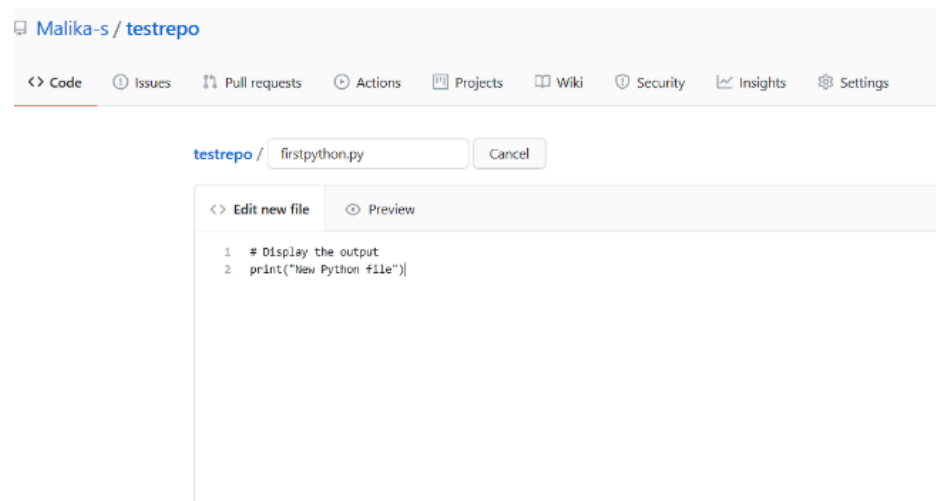 Malika-s / testrepo
<> Code Issues Pull requests Actions Projects Wiki Security Insights Settings
testrepo / firstpython.py Cancel
<> Edit new file Preview
1 # Display the output
2 print("New Python file")